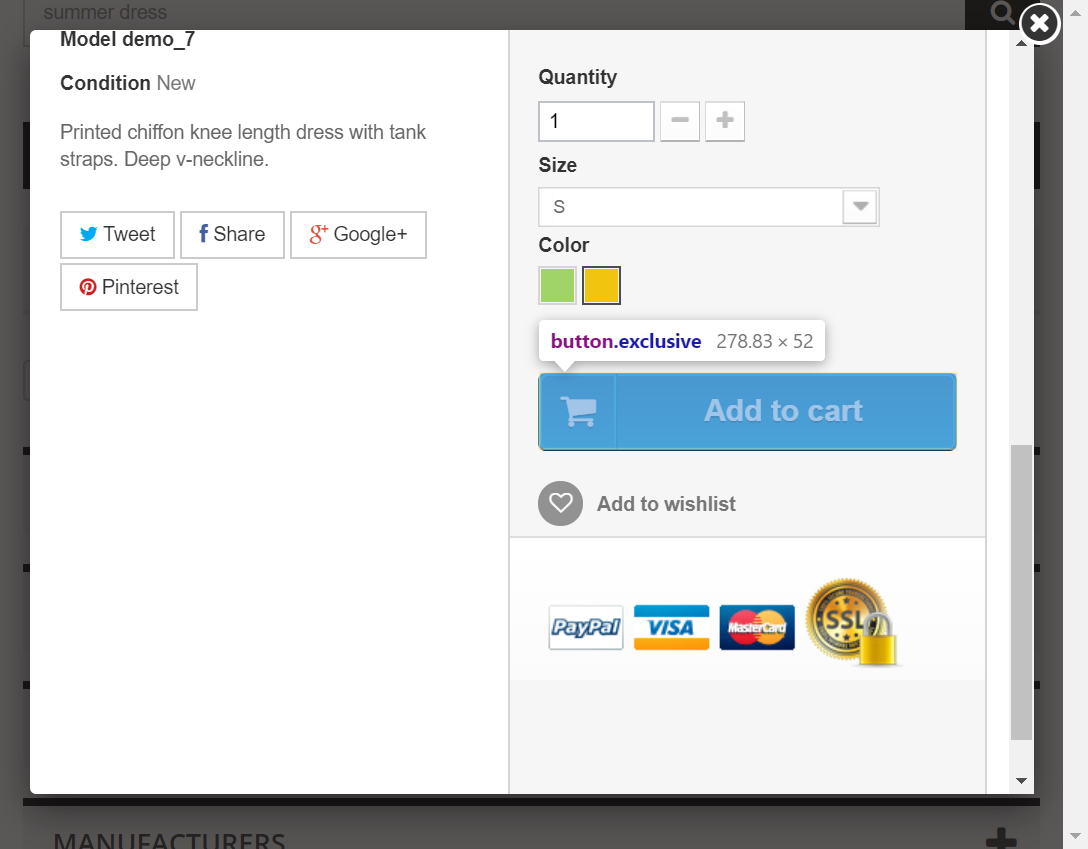 summer dress
Model demo_7
Condition New
Printed chiffon knee length dress with tank
straps. Deep v-neckline.
Tweet
Share
Google+
Pinterest
Quantity
1
Size
S
Color
button.exclusive 278.83 × 52
Add to cart
Add to wishlist
PayPal
VISA
MasterCard
SSL
MANUFACTURERS